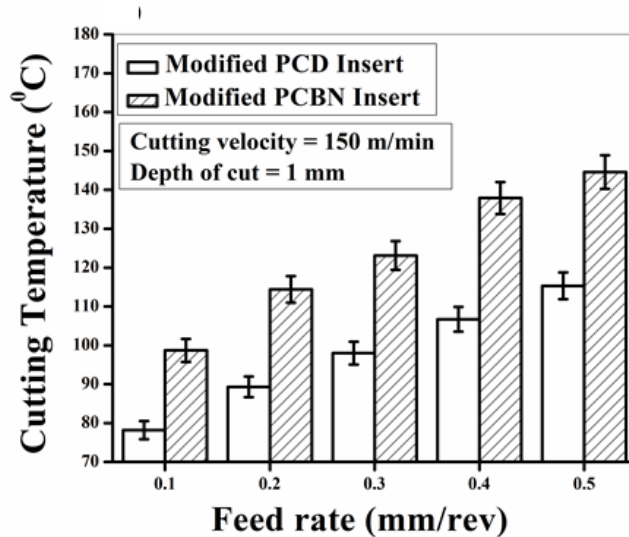 )
180
170
160
150
140
130
120
110
100
90
80
70
Cutting Temperature (⁰C)
Modified PCD Insert
Modified PCBN Insert
Cutting velocity = 150 m/min
Depth of cut = 1 mm
0.1 0.2 0.3 0.4 0.5
Feed rate (mm/rev)